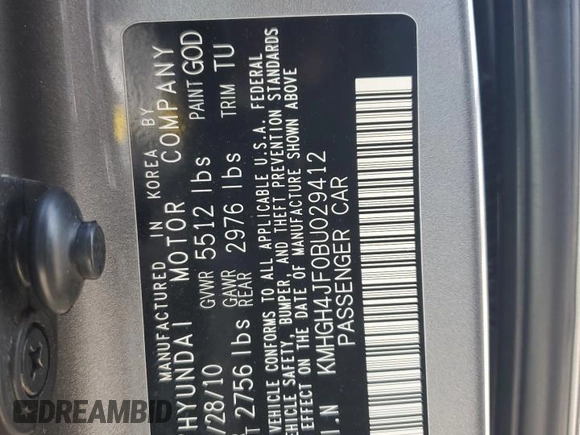 MANUFACTURED IN KOREA BY
HYUNDAI MOTOR COMPANY
/28/10 GVWR 5512 lbs PAINT GOD
2756 lbs GAWR REAR 2976 lbs TRIM TU
VEHICLE CONFORMS TO ALL APPLICABLE U.S.A. FEDERAL
VEHICLE SAFETY, BUMPER, AND THEFT PREVENTION STANDARDS
EFFECT ON THE DATE OF MANUFACTURE SHOWN ABOVE
I.N KMHGH4JF0BU029412
PASSENGER CAR
DREAMBID